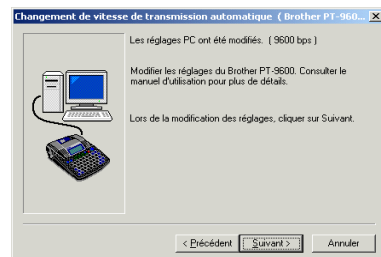 Changement de vitesse de transmission automatique ( Brother PT-960...
Les réglages PC ont été modifiés. ( 9600 bps )
Modifier les réglages du Brother PT-9600. Consulter le
manuel d'utilisation pour plus de détails.
Lors de la modification des réglages, cliquer sur Suivant.
< Précédent Suivant > Annuler